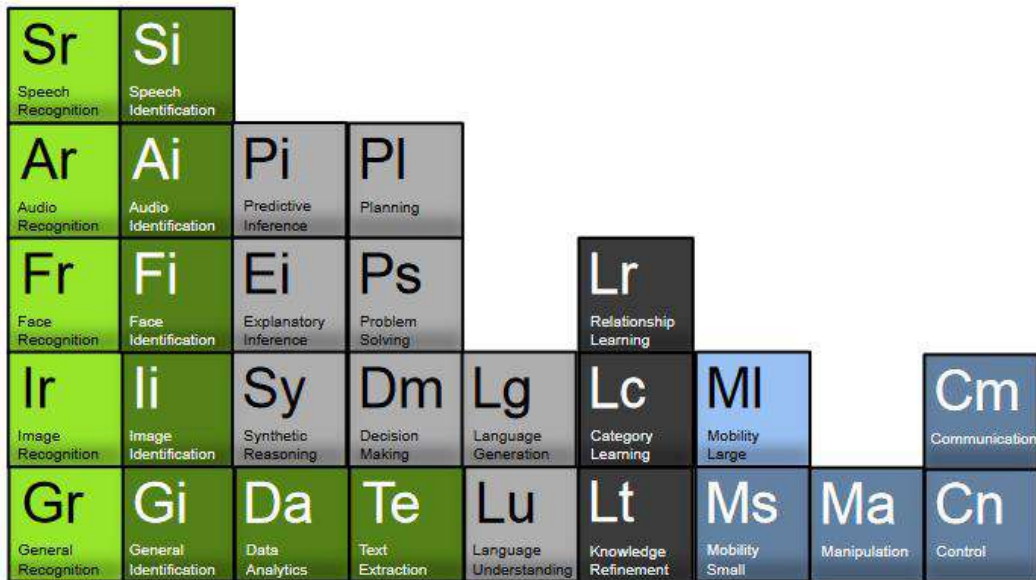 Sr
Speech
Recognition
Si
Speech
Identification
Ar
Audio
Recognition
Ai
Audio
Identification
Pi
Predictive
Inference
Pl
Planning
Fr
Face
Recognition
Fi
Face
Identification
Ei
Explanatory
Inference
Ps
Problem
Solving
Lr
Relationship
Learning
Ir
Image
Recognition
Ii
Image
Identification
Sy
Synthetic
Reasoning
Dm
Decision
Making
Lg
Language
Generation
Lc
Category
Learning
Ml
Mobility
Large
Cm
Communication
Gr
General
Recognition
Gi
General
Identification
Da
Data
Analytics
Te
Text
Extraction
Lu
Language
Understanding
Lt
Knowledge
Refinement
Ms
Mobility
Small
Ma
Manipulation
Cn
Control